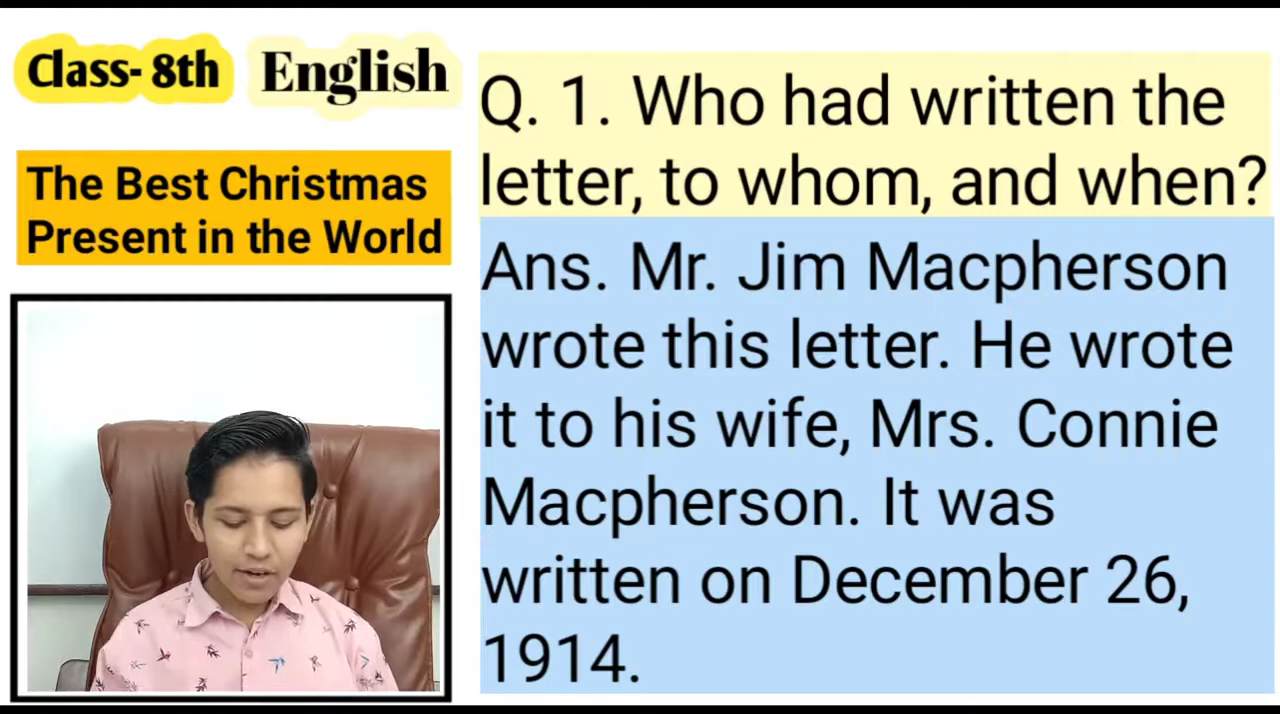 Class- 8th English
The Best Christmas
Present in the World
Q. 1. Who had written the
letter, to whom, and when?
Ans. Mr. Jim Macpherson
wrote this letter. He wrote
it to his wife, Mrs. Connie
Macpherson. It was
written on December 26,
1914.